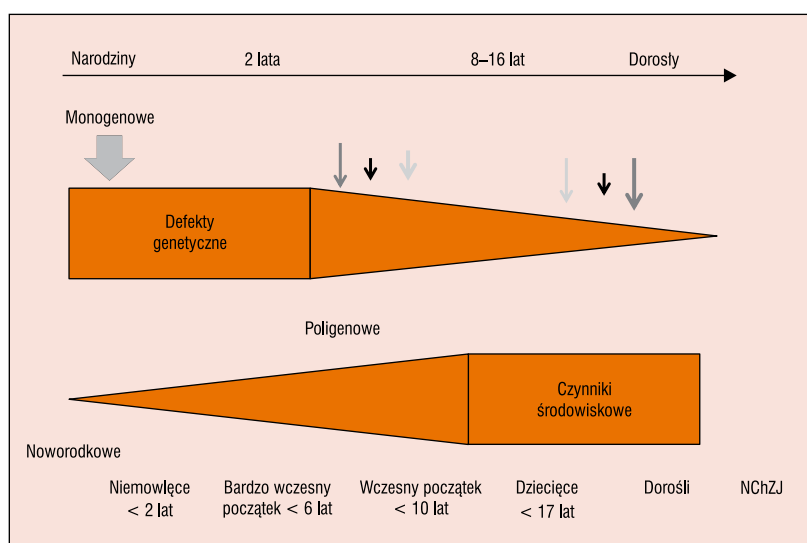 Narodziny 2 lata 8–16 lat Dorosły
Monogenowe
Defekty
genetyczne
Poligenowe
Czynniki
środowiskowe
Noworodkowe
Niemowlęce
< 2 lat
Bardzo wczesny
początek < 6 lat
Wczesny początek
< 10 lat
Dziecięce
< 17 lat
Dorośli
NChZJ